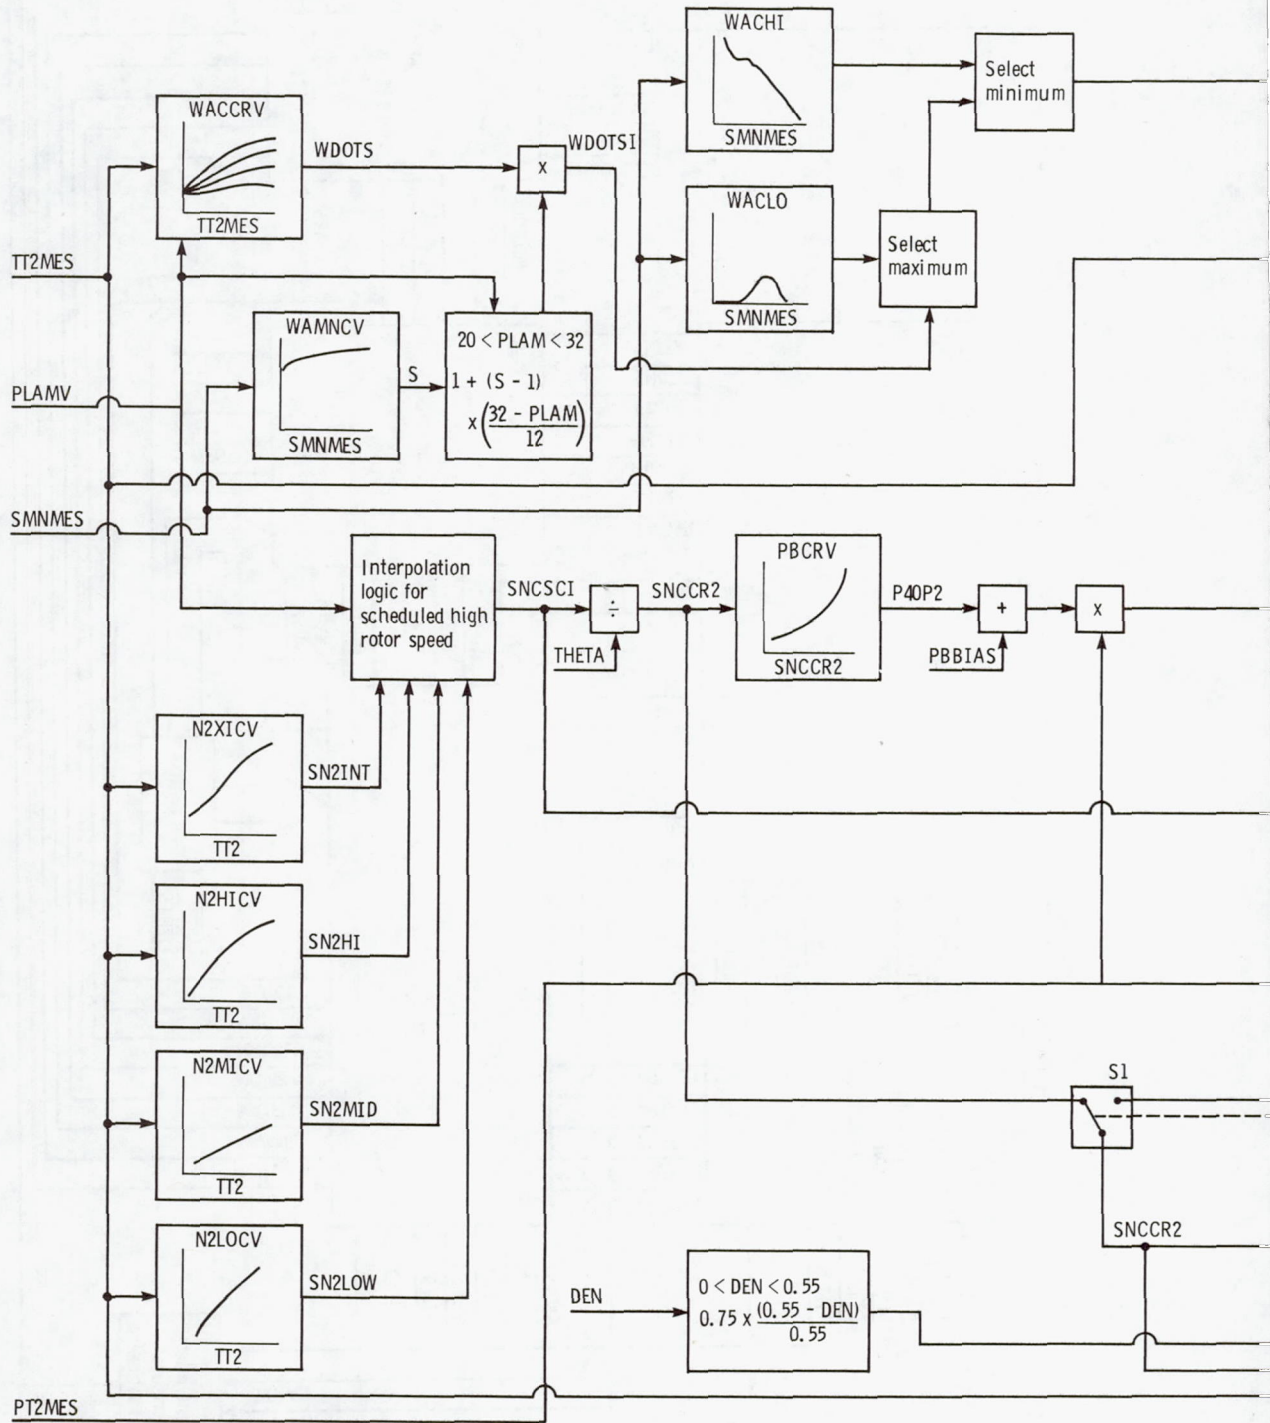 WACHI
SMNMES
Select
minimum
WACCRV
TT2MES
WDOTS
x
WDOTSI
WACLO
SMNMES
Select
maximum
TT2MES
WAMNCV
SMNMES
S
20 < PLAM < 32
1 + (S - 1)
x (32 - PLAM
12)
PLAMV
SMNMES
Interpolation
logic for
scheduled high
rotor speed
SNCSCI
÷
THETA
SNCCR2
PBCRV
SNCCR2
P4OP2
+
PBBIAS
x
N2XICV
TT2
SN2INT
N2HICV
TT2
SN2HI
N2MICV
TT2
SN2MID
S1
SNCCR2
N2LOCV
TT2
SN2LOW
DEN
0 < DEN < 0.55
0.75 x (0.55 - DEN)
0.55
PT2MES